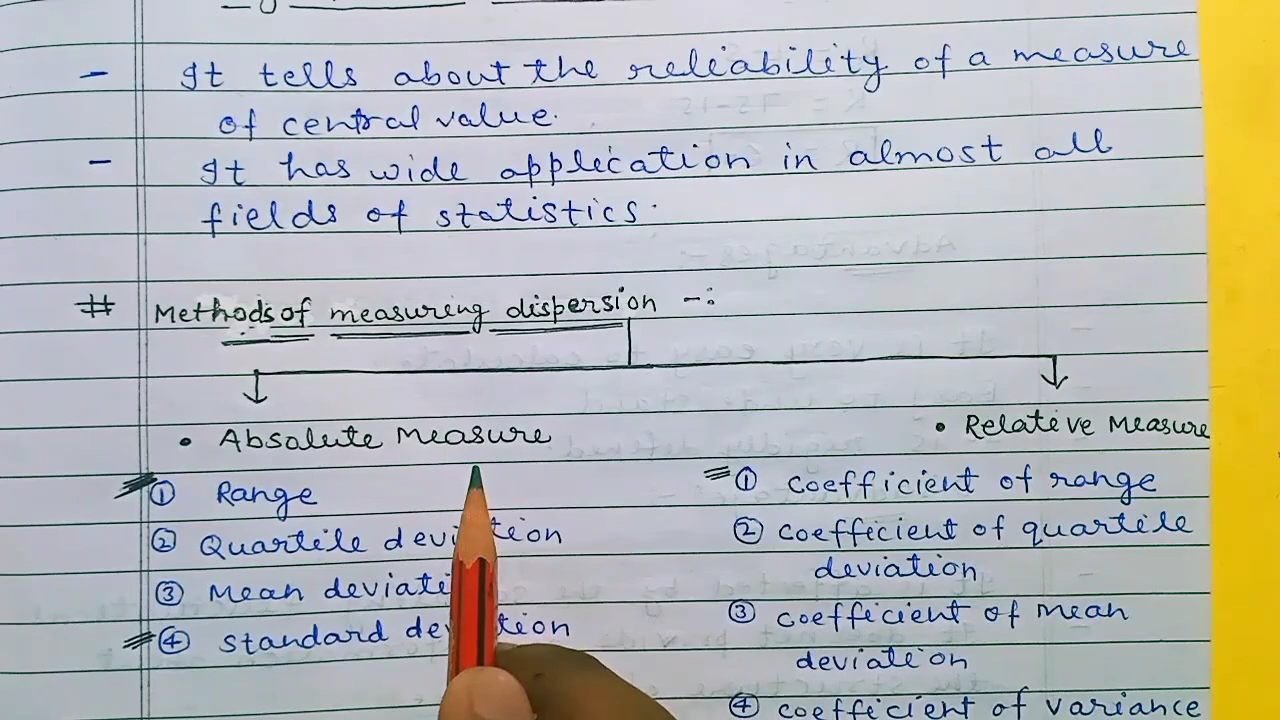 - It tells about the reliability of a measure
of central value.
- It has wide application in almost all
fields of statistics.
# Methods of measuring dispersion -:
• Absolute Measure
① Range
② Quartile deviation
③ Mean deviati
④ standard deviation
• Relative Measure
① coefficient of range
② coefficient of quartile
deviation
③ coefficient of mean
deviation
④ coefficient of variance